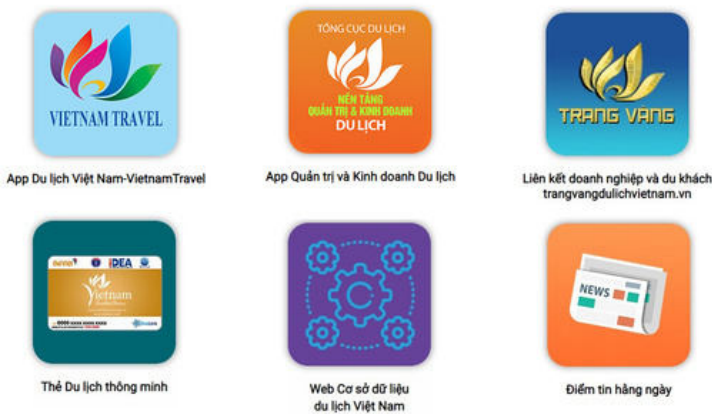 VIETNAM TRAVEL
App Du lịch Việt Nam-VietnamTravel
TỔNG CỤC DU LỊCH
NỀN TẢNG
QUẢN TRỊ & KINH DOANH
DU LỊCH
App Quản trị và Kinh doanh Du lịch
TRANG VÀNG
Liên kết doanh nghiệp và du khách
trangvangdulichvietnam.vn
iDEA
Vietnam
Thẻ Du lịch thông minh
Web Cơ sở dữ liệu
du lịch Việt Nam
NEWS
Điểm tin hằng ngày